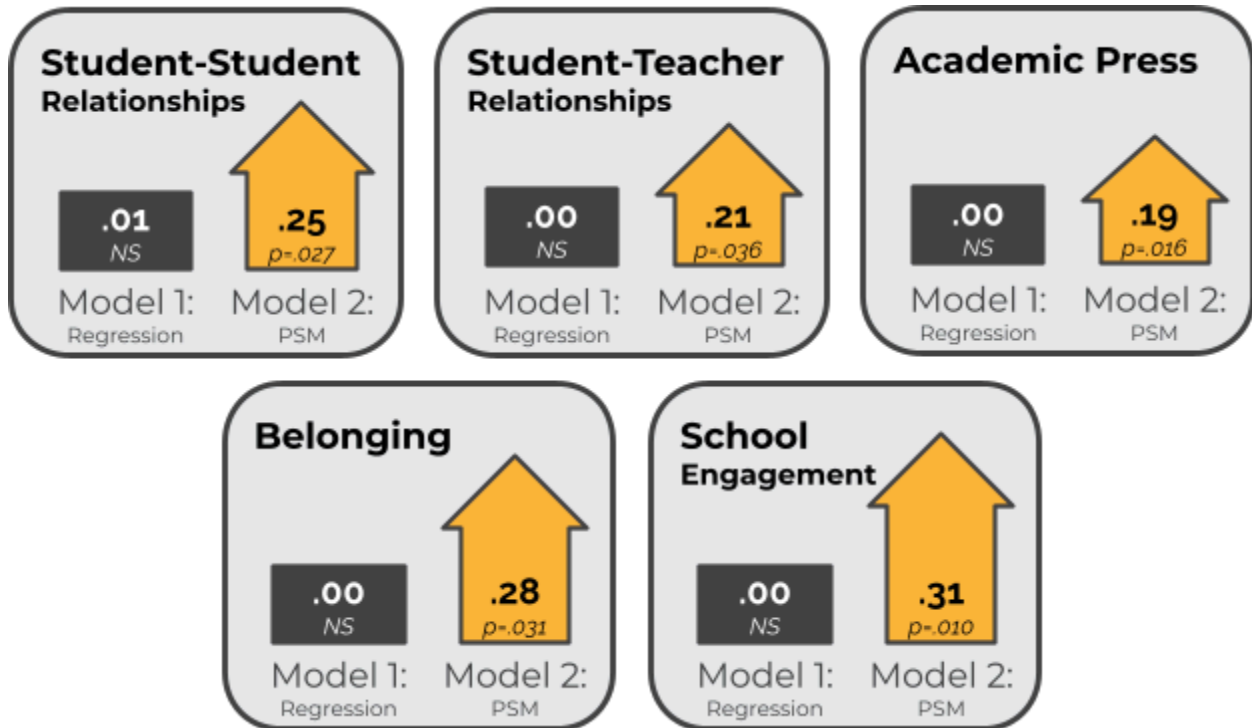 Student-Student
Relationships
.01
NS
.25
p=.027
Model 1:
Regression
Model 2:
PSM
Student-Teacher
Relationships
.00
NS
.21
p=.036
Model 1:
Regression
Model 2:
PSM
Academic Press
.00
NS
.19
p=.016
Model 1:
Regression
Model 2:
PSM
Belonging
.00
NS
.28
p=.031
Model 1:
Regression
Model 2:
PSM
School
Engagement
.00
NS
.31
p=.010
Model 1:
Regression
Model 2:
PSM